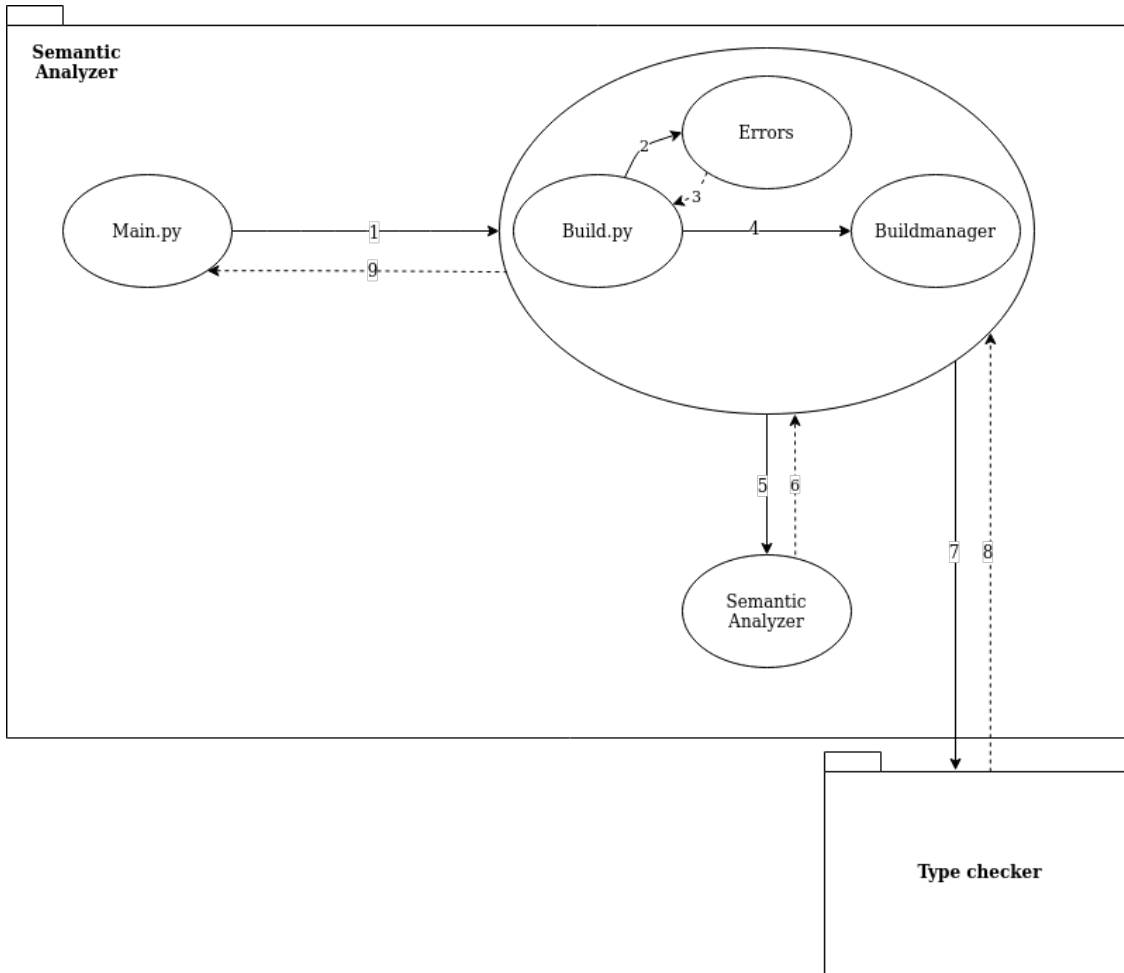 Semantic
Analyzer
Errors
2
3
Main.py
1
Build.py
4
Buildmanager
9
5
6
7
8
Semantic
Analyzer
Type checker